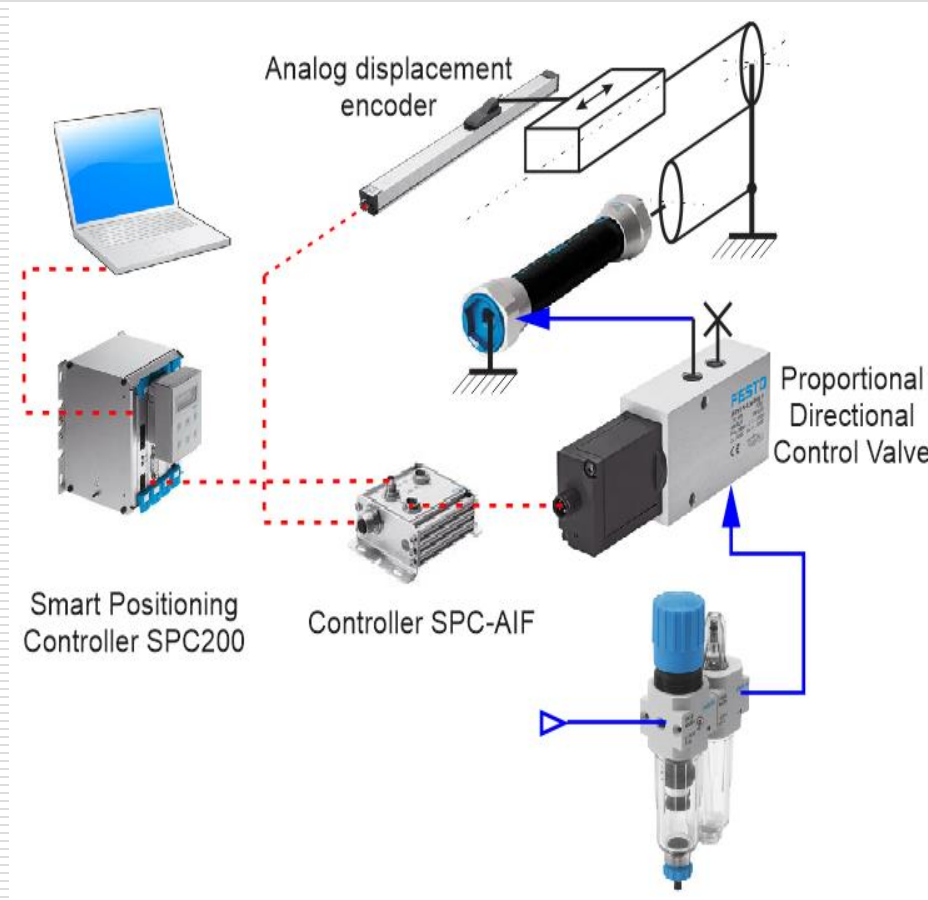 Analog displacement
encoder
FESTO
Proportional
Directional
Control Valve
Smart Positioning
Controller SPC200
Controller SPC-AIF